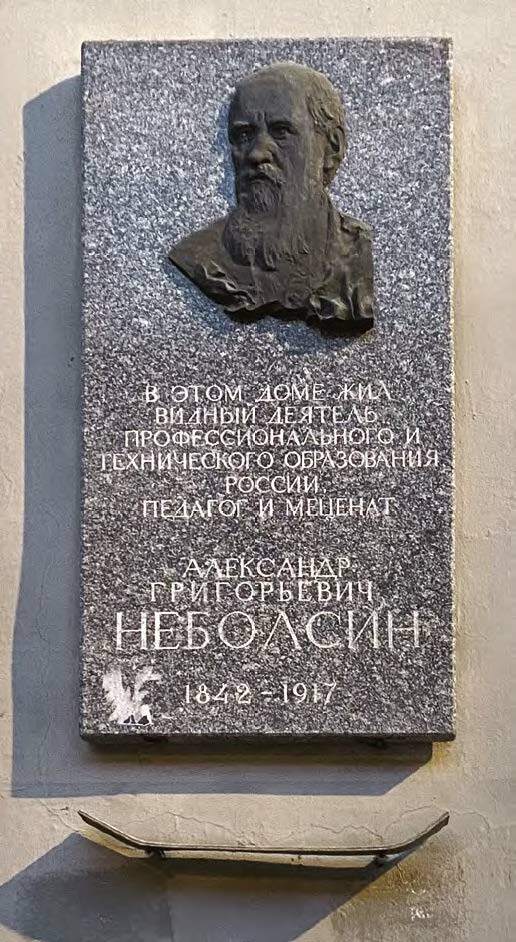 В ЭТОМ ДОМЕ ЖИЛ
ВИДНЫЙ ДЕЯТЕЛЬ
ПРОФЕССИОНАЛЬНОГО И
ТЕХНИЧЕСКОГО ОБРАЗОВАНИЯ
РОССИИ
ПЕДАГОГ И МЕЦЕНАТ
АЛЕКСАНДР
ГРИГОРЬЕВИЧ
НЕБОЛСИН
1842-1917